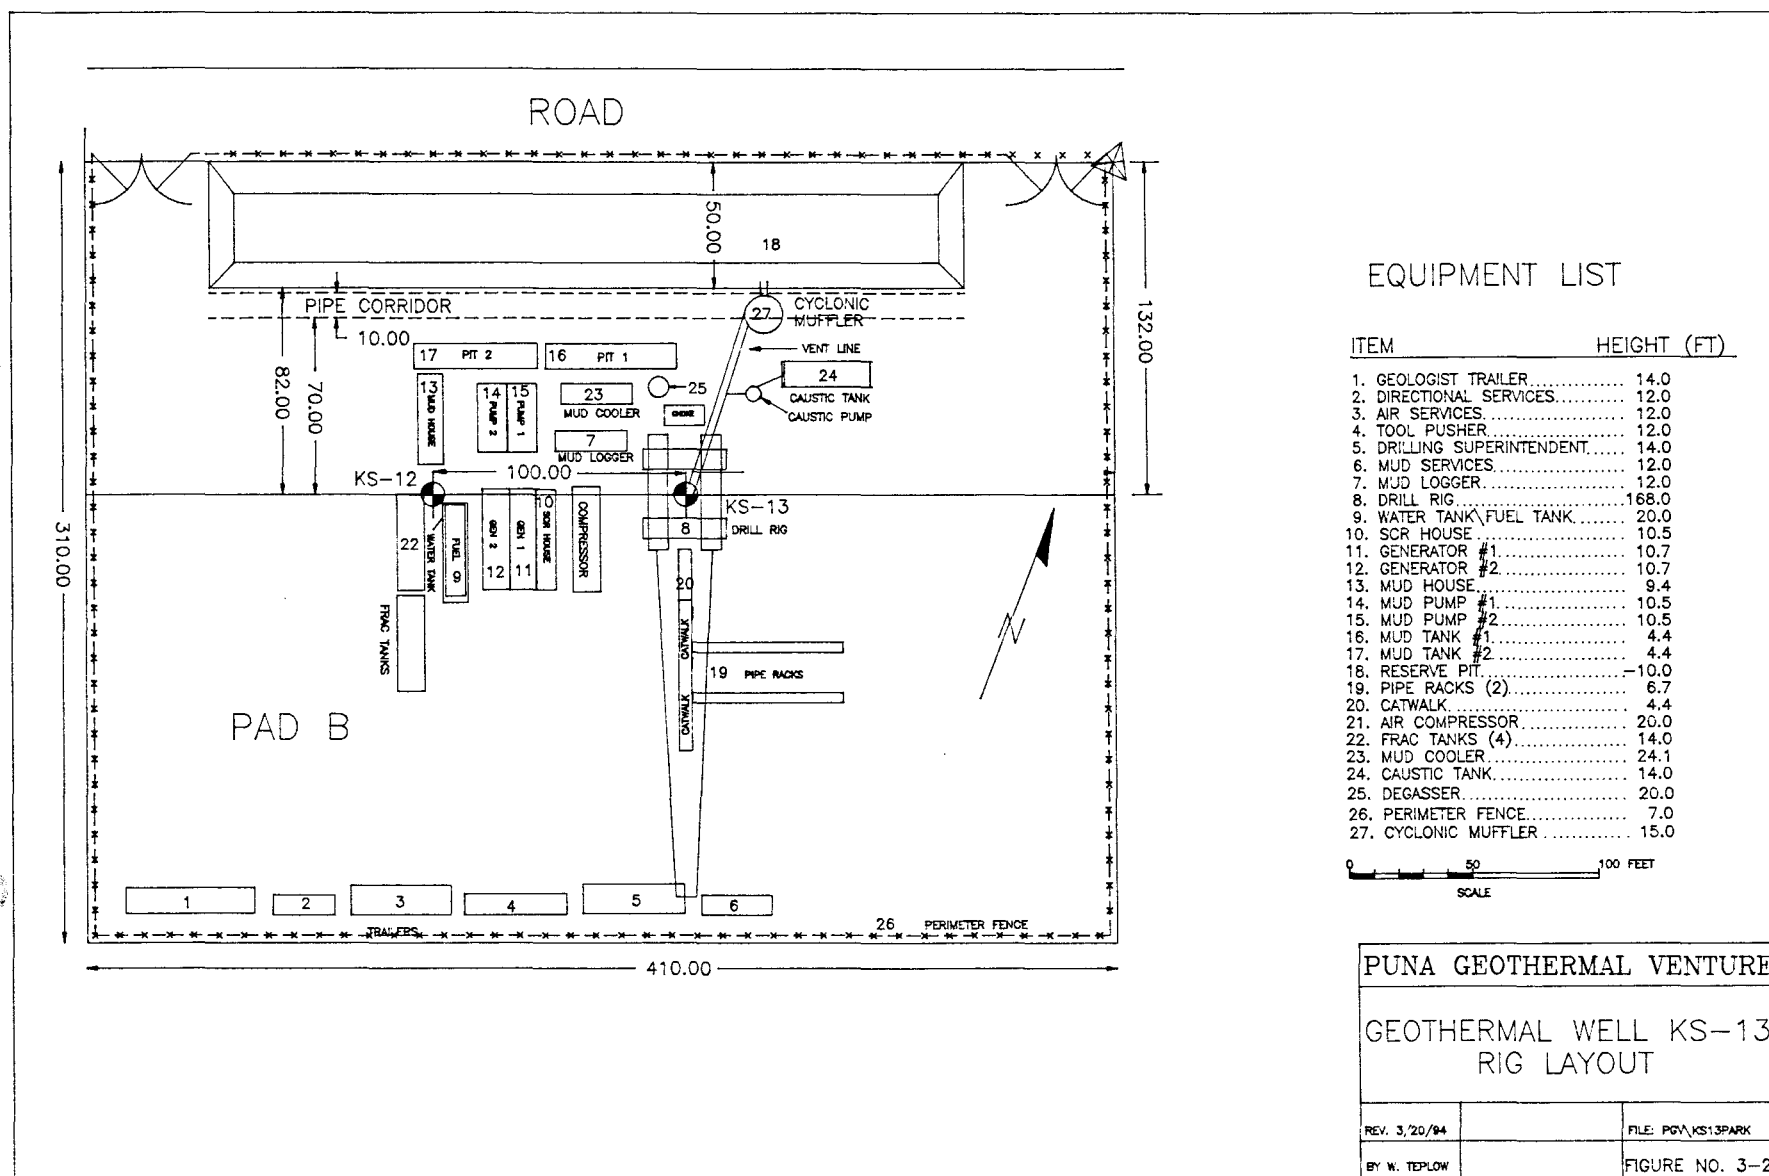 ROAD
50.00
18
132.00
PIPE CORRIDOR
10.00
82.00
70.00
27
CYCLONIC
MUFFLER
VENT LINE
17 PIT 2
16 PIT 1
24
CAUSTIC TANK
CAUSTIC PUMP
13 MUD HOUSE
14 PUMP 2
15 PUMP 1
23
MUD COOLER
25
7
MUD LOGGER
KS-12
100.00
KS-13
8 DRILL RIG
310.00
22
WATER TANK
FUEL 9
GEN 2 12
GEN 1 11
10 SCR HOUSE
COMPRESSOR
FRAC TANKS
20
CATWALK
CATWALK
19 PIPE RACKS
N
PAD B
1
2
3
4
5
6
TRAILERS
26 PERIMETER FENCE
410.00
EQUIPMENT LIST
ITEM HEIGHT (FT)
1. GEOLOGIST TRAILER............ 14.0
2. DIRECTIONAL SERVICES......... 12.0
3. AIR SERVICES................. 12.0
4. TOOL PUSHER.................. 12.0
5. DRILLING SUPERINTENDENT...... 14.0
6. MUD SERVICES................. 12.0
7. MUD LOGGER................... 12.0
8. DRILL RIG.................... 168.0
9. WATER TANK\FUEL TANK........ 20.0
10. SCR HOUSE................... 10.5
11. GENERATOR #1................ 10.7
12. GENERATOR #2................ 10.7
13. MUD HOUSE................... 9.4
14. MUD PUMP #1................. 10.5
15. MUD PUMP #2................. 10.5
16. MUD TANK #1................. 4.4
17. MUD TANK #2................. 4.4
18. RESERVE PIT................. -10.0
19. PIPE RACKS (2).............. 6.7
20. CATWALK..................... 4.4
21. AIR COMPRESSOR.............. 20.0
22. FRAC TANKS (4).............. 14.0
23. MUD COOLER.................. 24.1
24. CAUSTIC TANK................ 14.0
25. DEGASSER.................... 20.0
26. PERIMETER FENCE............. 7.0
27. CYCLONIC MUFFLER............ 15.0
0 50 100 FEET
SCALE
PUNA GEOTHERMAL VENTURE
GEOTHERMAL WELL KS-13
RIG LAYOUT
REV. 3/20/94
FILE: PGV\KS13PARK
BY W. TEPLOW
FIGURE NO. 3-2